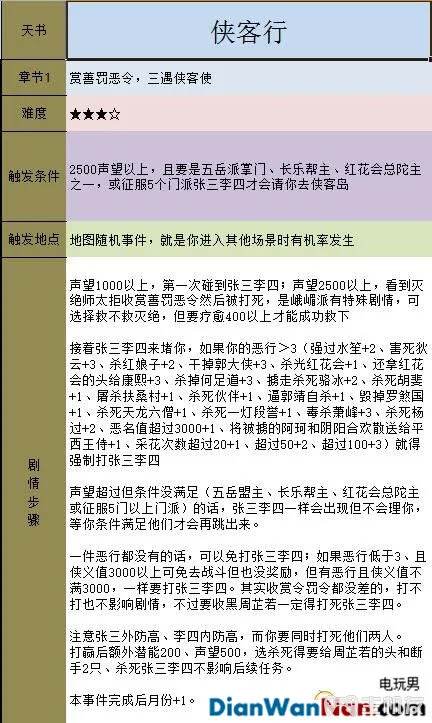 天书
侠客行
章节1
赏善罚恶令，三遇侠客使
难度
★★★☆
触发条件
2500声望以上，且要是五岳派掌门、长乐帮主、红花会总陀主
之一，或征服5个门派张三李四才会请你去侠客岛
触发地点
地图随机事件，就是你进入其他场景时有机率发生
剧情步骤
声望1000以上，第一次碰到张三李四；声望2500以上，看到灭
绝师太拒收赏善罚恶令然后被打死，是峨嵋派有特殊剧情，可
选择救不救灭绝，但要疗愈400以上才能成功救下
接着张三李四来堵你，如果你的恶行＞3（强过水笙+2、害死狄
云+3、杀红娘子+2、干掉郭大侠+3、杀光红花会+1、还拿红花
会的头给康熙+3、杀掉何足道+3、掳走杀死骆冰+2、杀死胡斐
+1、屠杀扶桑村+1、杀死伙伴+1、逼郭靖自杀+1、毁掉罗煞国
+1、杀死天龙六僧+1、杀死一灯段誉+1、毒杀萧峰+3、杀死杨
过+2、恶名值超过3000+1、将被掳的阿珂和阴阳合欢散送给平
西王侍+1、采花次数超过20+1、超过50+2、超过100+3）就得
强制打张三李四
声望超过但条件没满足（五岳盟主、长乐帮主、红花会总陀主
或征服5门以上门派）的话，张三李四一样会出现但不会理你，
等你条件满足他们才会再跳出来。
一件恶行都没有的话，可以免打张三李四；如果恶行低于3、且
侠义值3000以上可免去战斗但也没奖励，但有恶行且侠义值不
满3000，一样要打张三李四。其实收赏令罚令都没差的，打不
打也不影响剧情，不过要收黑周芷若一定得打死张三李四。
注意张三外防高、李四内防高，而你要同时打死他们两人。
打赢后额外潜能200、声望500，选杀死得要给周芷若的头和断
手2只、杀死张三李四不影响后续任务。
本事件完成后月份+1。
电玩男
DianWanNan.com